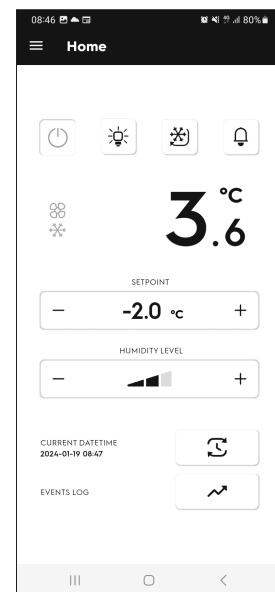 08:46 80%
Home
3.6 °C
SETPOINT
− -2.0 °C +
HUMIDITY LEVEL
− +
CURRENT DATETIME
2024-01-19 08:47
EVENTS LOG